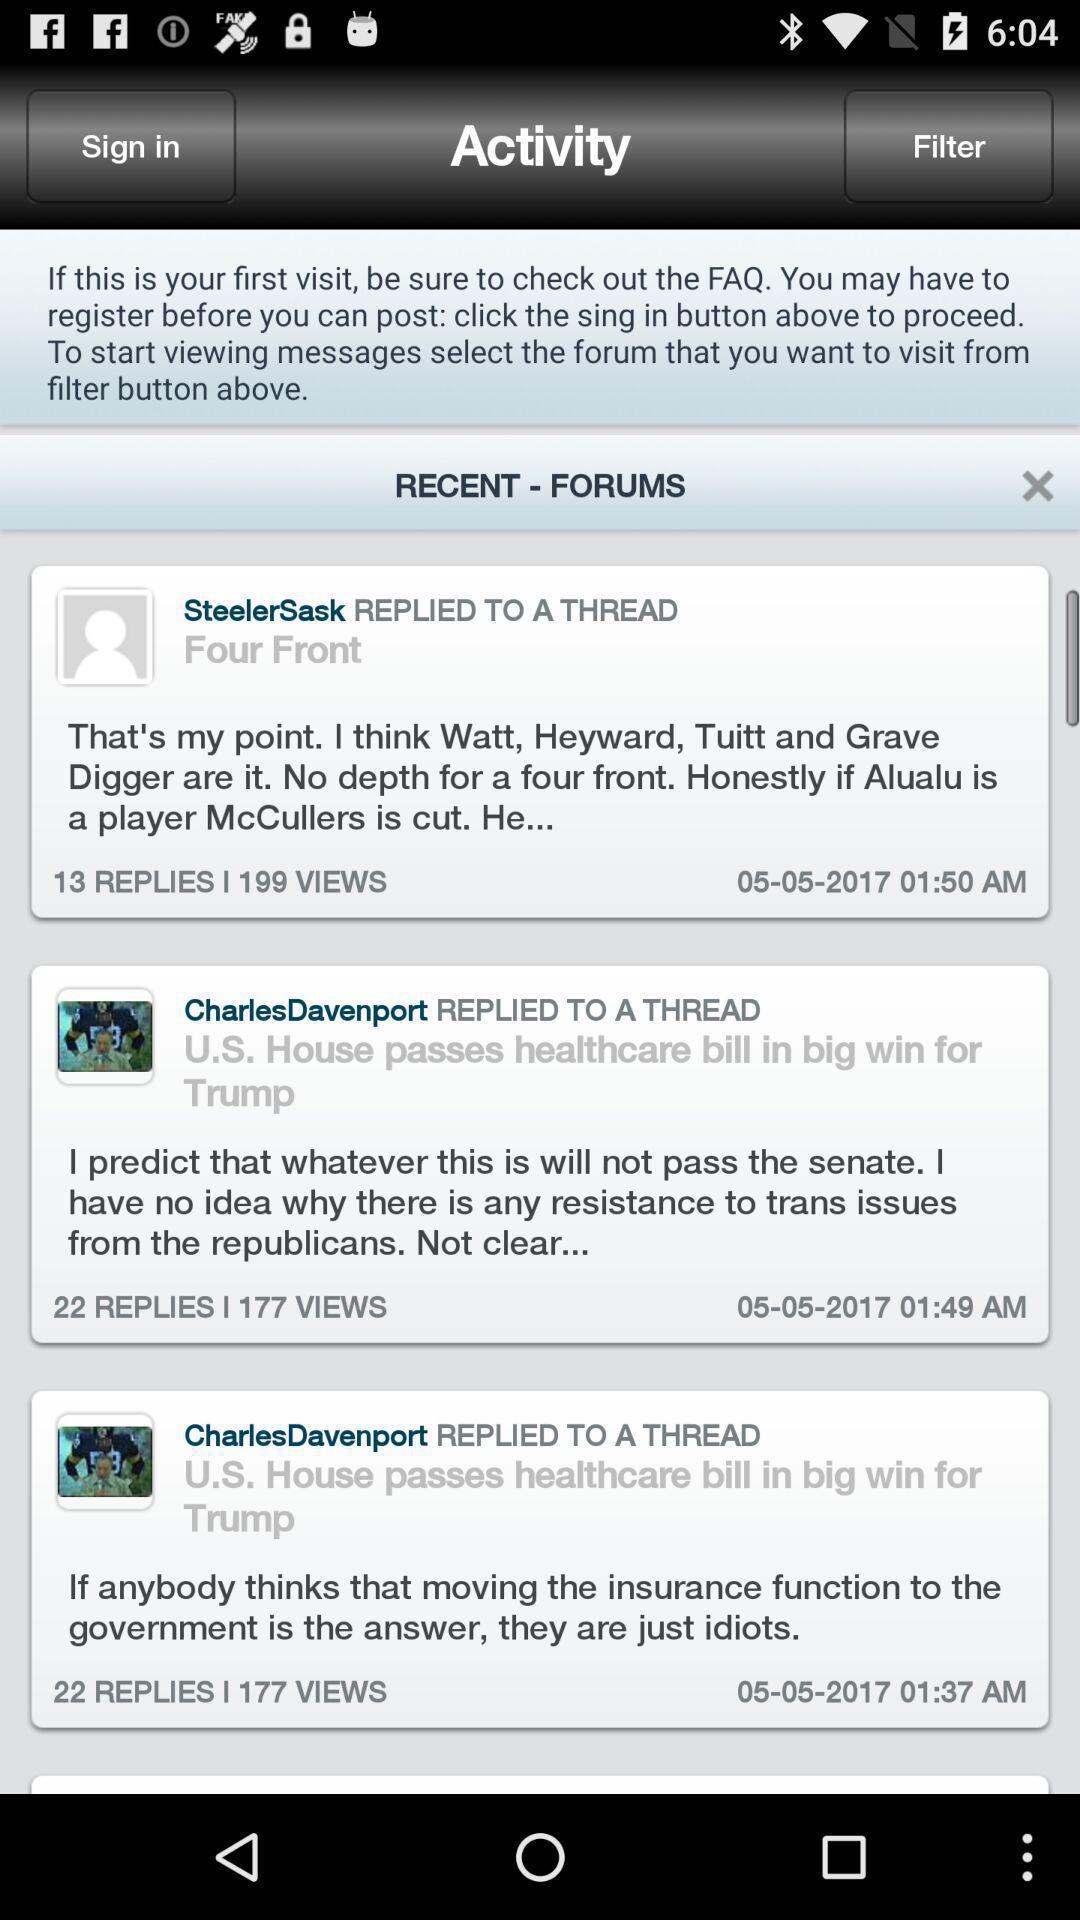 FAKE
6:04
Sign in
Activity
Filter
If this is your first visit, be sure to check out the FAQ. You may have to
register before you can post: click the sing in button above to proceed.
To start viewing messages select the forum that you want to visit from
filter button above.
RECENT - FORUMS
SteelerSask REPLIED TO A THREAD
Four Front
That's my point. I think Watt, Heyward, Tuitt and Grave
Digger are it. No depth for a four front. Honestly if Alualu is
a player McCullers is cut. He...
13 REPLIES I 199 VIEWS
05-05-2017 01:50 AM
CharlesDavenport REPLIED TO A THREAD
U.S. House passes healthcare bill in big win for
Trump
I predict that whatever this is will not pass the senate. I
have no idea why there is any resistance to trans issues
from the republicans. Not clear...
22 REPLIES I 177 VIEWS
05-05-2017 01:49 AM
CharlesDavenport REPLIED TO A THREAD
U.S. House passes healthcare bill in big win for
Trump
If anybody thinks that moving the insurance function to the
government is the answer, they are just idiots.
22 REPLIES I 177 VIEWS
05-05-2017 01:37 AM